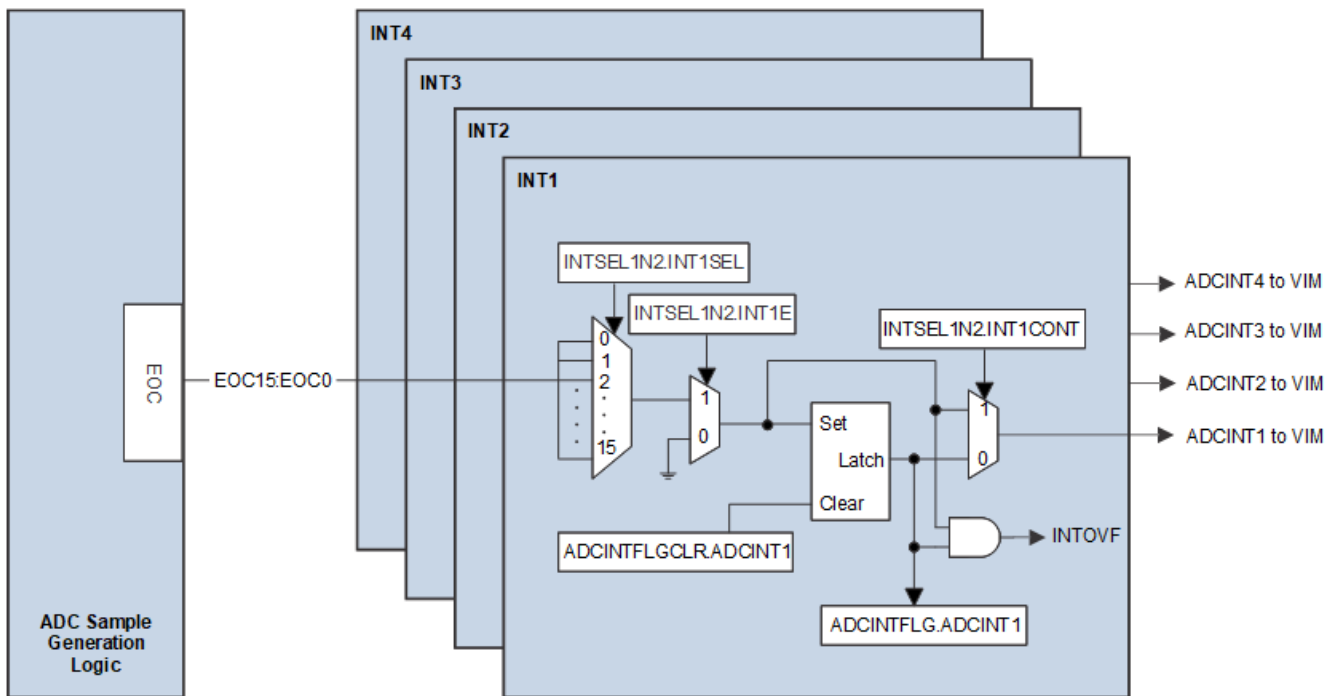 INT4
INT3
INT2
INT1
INTSEL1N2.INT1SEL
INTSEL1N2.INT1E
INTSEL1N2.INT1CONT
ADCINT4 to VIM
ADCINT3 to VIM
ADCINT2 to VIM
ADCINT1 to VIM
EOC
EOC15:EOC0
0
1
2
.
.
.
.
.
.
.
15
1
0
Set
Latch
Clear
1
0
ADCINTFLGCLR.ADCINT1
INTOVF
ADCINTFLG.ADCINT1
ADC Sample
Generation
Logic